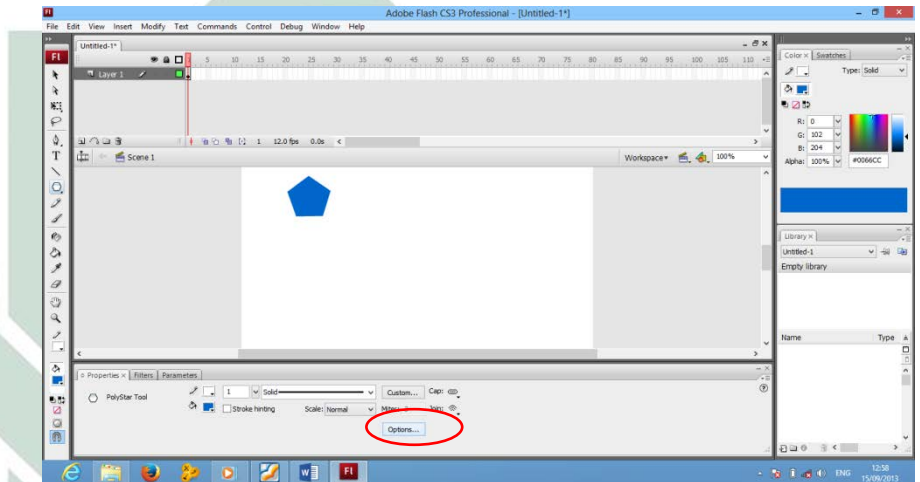 Adobe Flash CS3 Professional - [Untitled-1*]
File Edit View Insert Modify Text Commands Control Debug Window Help
Untitled-1*
5 10 15 20 25 30 35 40 45 50 55 60 65 70 75 80 85 90 95 100 105 110
Layer 1
1 12.0 fps 0.0s
Scene 1
Workspace 100%
Properties × Filters Parameters
PolyStar Tool
1 Solid Custom... Cap:
Stroke hinting Scale: Normal Miter: 3 Join:
Options...
Color × Swatches
Type: Solid
R: 0
G: 102
B: 204
Alpha: 100% #0066CC
Library ×
Untitled-1
Empty library
Name Type
Fl
W
Fl
ENG
12:58
15/09/2013